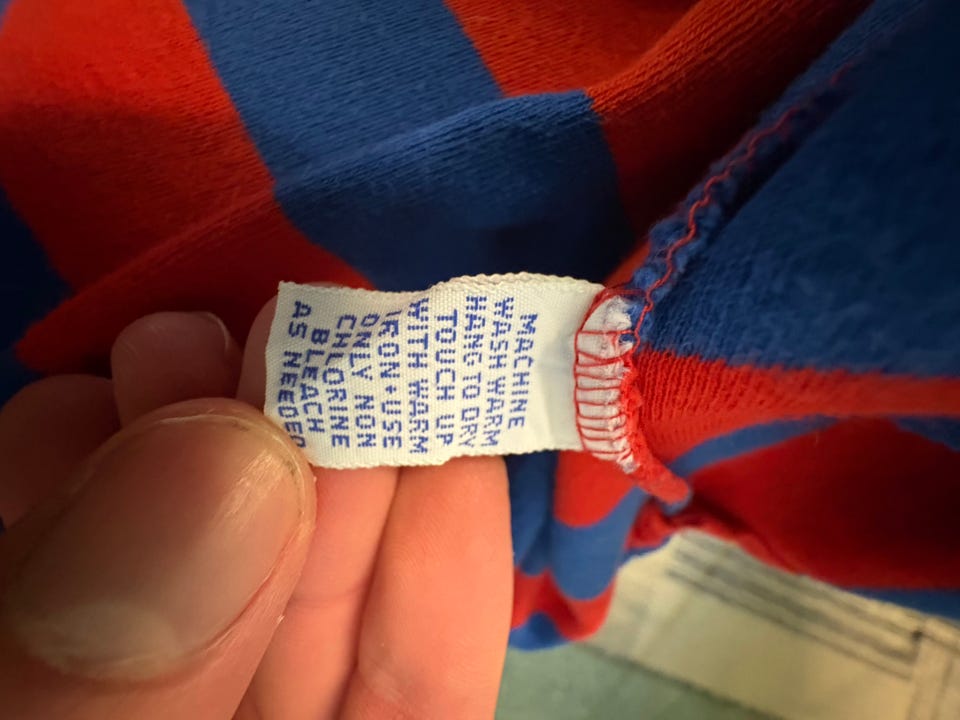 MACHINE
WASH WARM
HANG TO DRY
TOUCH UP
WITH WARM
IRON • USE
ONLY NON
CHLORINE
BLEACH
AS NEEDED